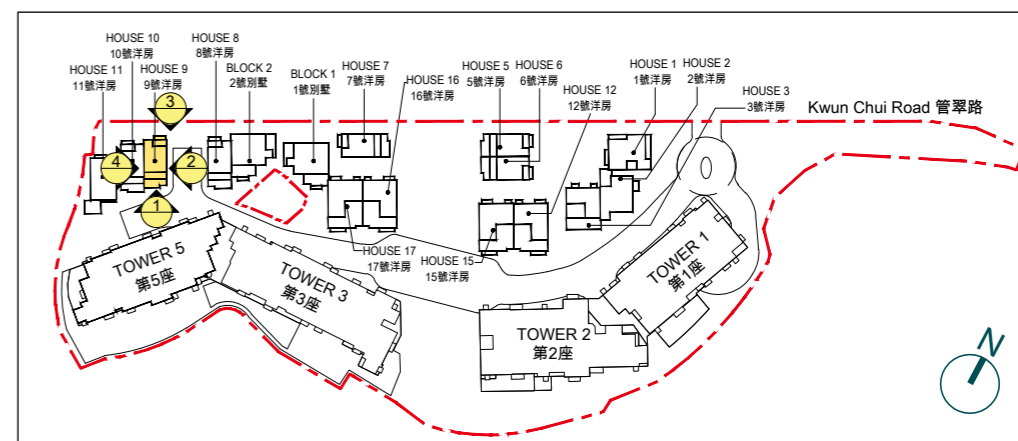 HOUSE 10
10號洋房
HOUSE 11
11號洋房
HOUSE 9
9號洋房
HOUSE 8
8號洋房
BLOCK 2
2號別墅
BLOCK 1
1號別墅
HOUSE 7
7號洋房
HOUSE 16
16號洋房
HOUSE 5
5號洋房
HOUSE 6
6號洋房
HOUSE 12
12號洋房
HOUSE 1
1號洋房
HOUSE 2
2號洋房
HOUSE 3
3號洋房
Kwun Chui Road 管翠路
3
4
2
1
HOUSE 17
17號洋房
HOUSE 15
15號洋房
TOWER 5
第5座
TOWER 3
第3座
TOWER 2
第2座
TOWER 1
第1座
N